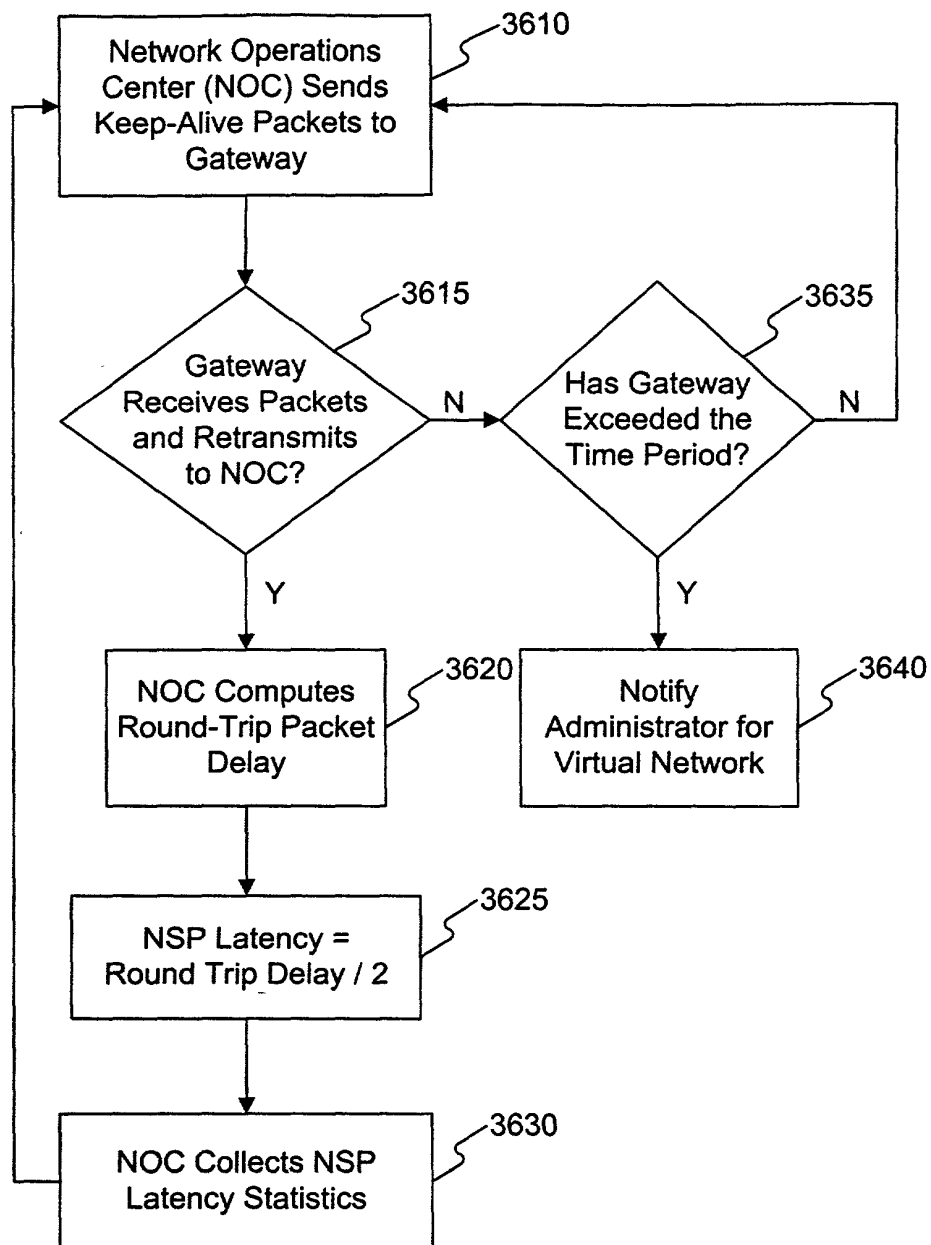 3610
Network Operations
Center (NOC) Sends
Keep-Alive Packets to
Gateway
3615
Gateway
Receives Packets
and Retransmits
to NOC?
N
Y
3635
Has Gateway
Exceeded the
Time Period?
N
Y
3620
NOC Computes
Round-Trip Packet
Delay
3640
Notify
Administrator for
Virtual Network
3625
NSP Latency =
Round Trip Delay / 2
3630
NOC Collects NSP
Latency Statistics